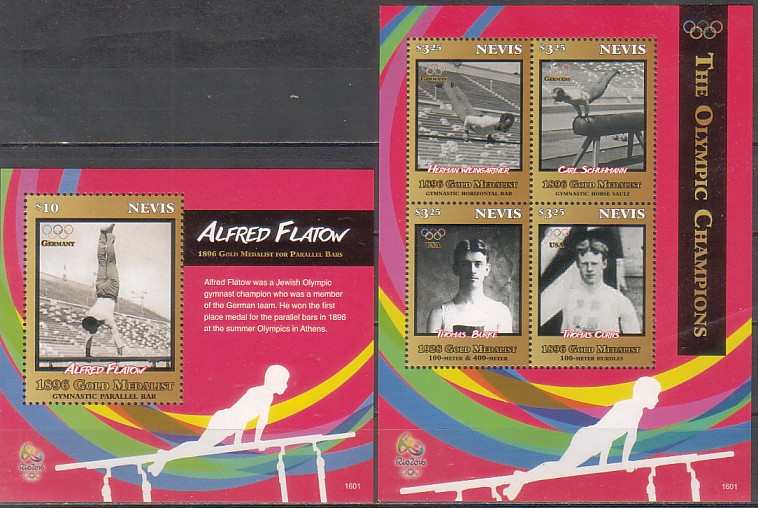 $10 NEVIS
GERMANY
ALFRED FLATOW
1896 GOLD MEDALIST
GYMNASTIC PARALLEL BAR
ALFRED FLATOW
1896 GOLD MEDALIST FOR PARALLEL BARS
Alfred Flatow was a Jewish Olympic
gymnast champion who was a member
of the German team. He won the first
place medal for the parallel bars in 1896
at the summer Olympics in Athens.
RIO2016
1601
$3.25 NEVIS
GERMANY
HERMAN WEINGARTNER
1896 GOLD MEDALIST
GYMNASTIC HORIZONTAL BAR
$3.25 NEVIS
GERMANY
CARL SCHUHMANN
1896 GOLD MEDALIST
GYMNASTIC HORSE VAULT
$3.25 NEVIS
USA
THOMAS BURKE
1928 GOLD MEDALIST
100-METER & 400-METER
$3.25 NEVIS
USA
THOMAS CURTIS
1896 GOLD MEDALIST
100-METER HURDLES
THE OLYMPIC CHAMPIONS
RIO2016
1601